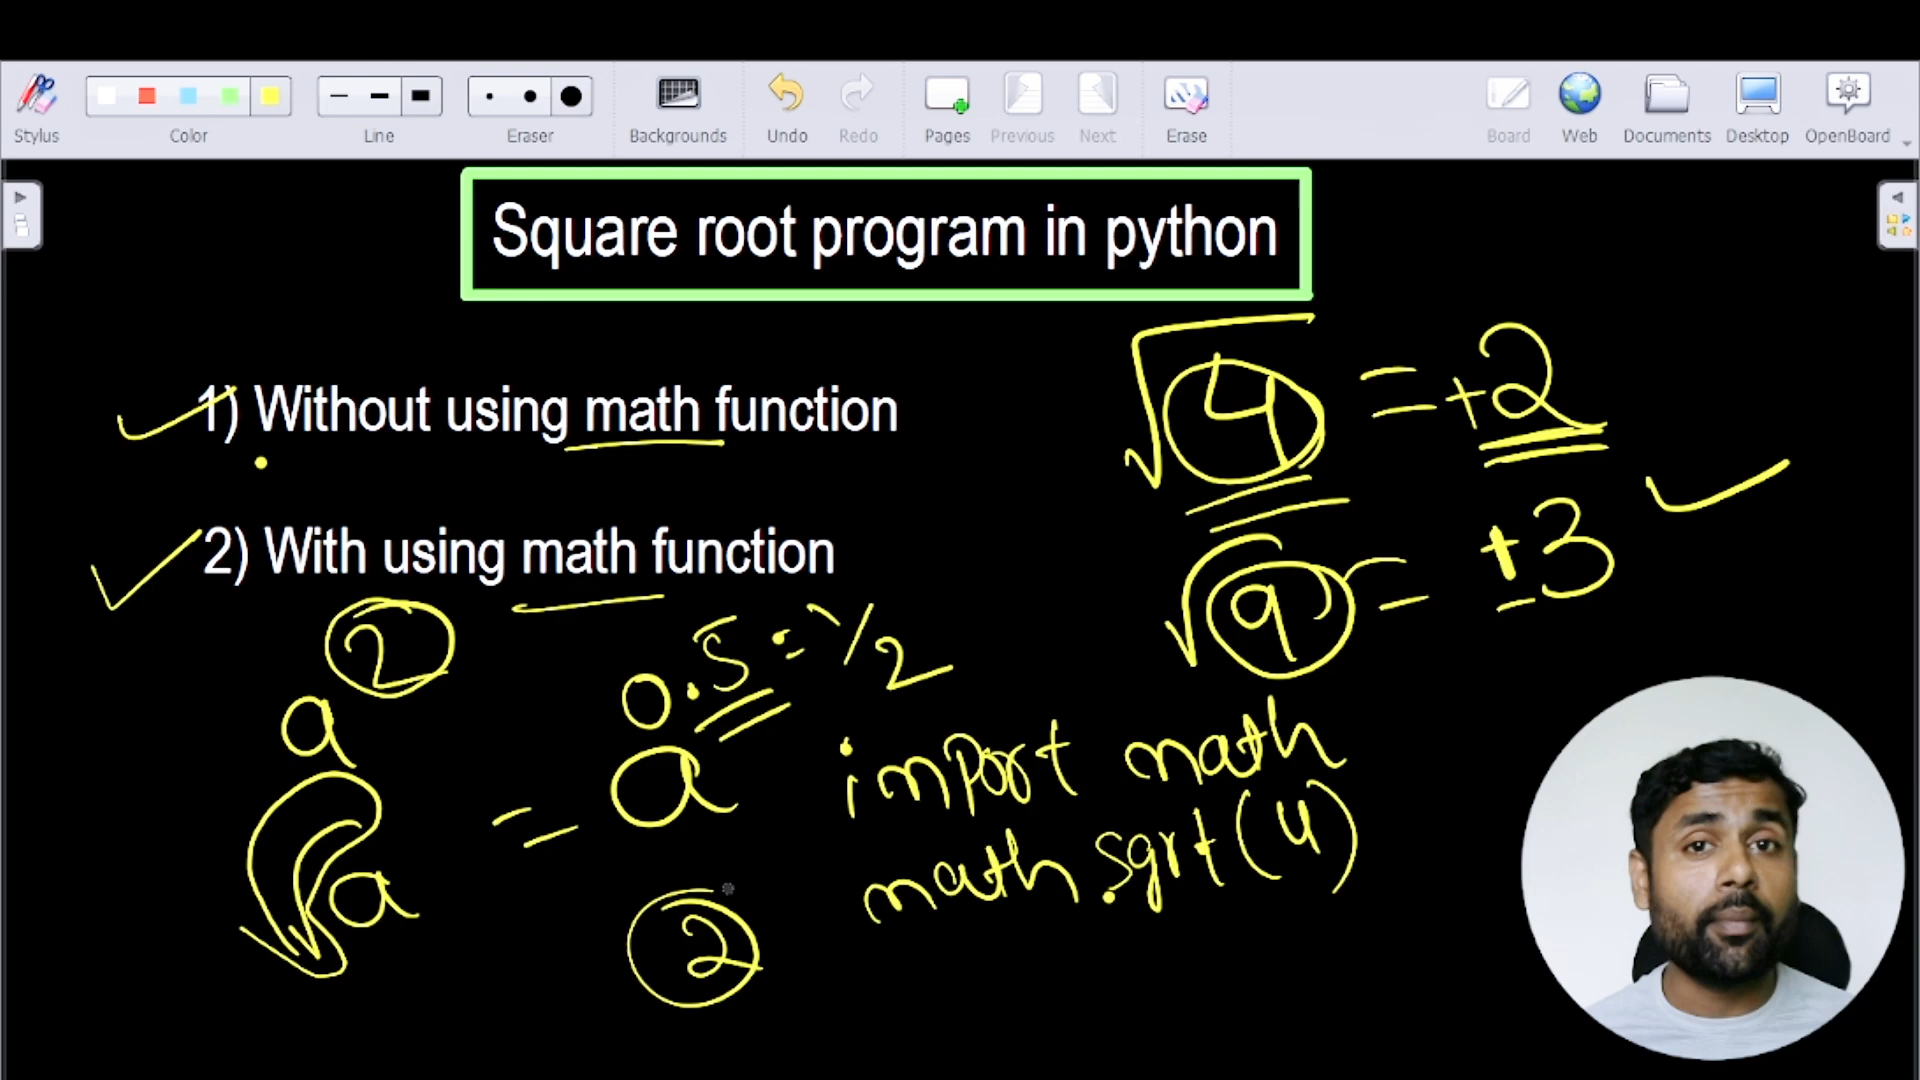 Stylus Color Line Eraser Backgrounds Undo Redo Pages Previous Next Erase Board Web Documents Desktop OpenBoard
Square root program in python
1) Without using math function
2) With using math function
√4 = +2
√9 = ±3
2
a
a
= a
0.5 = 1/2
2
import math
math.sqrt(4)